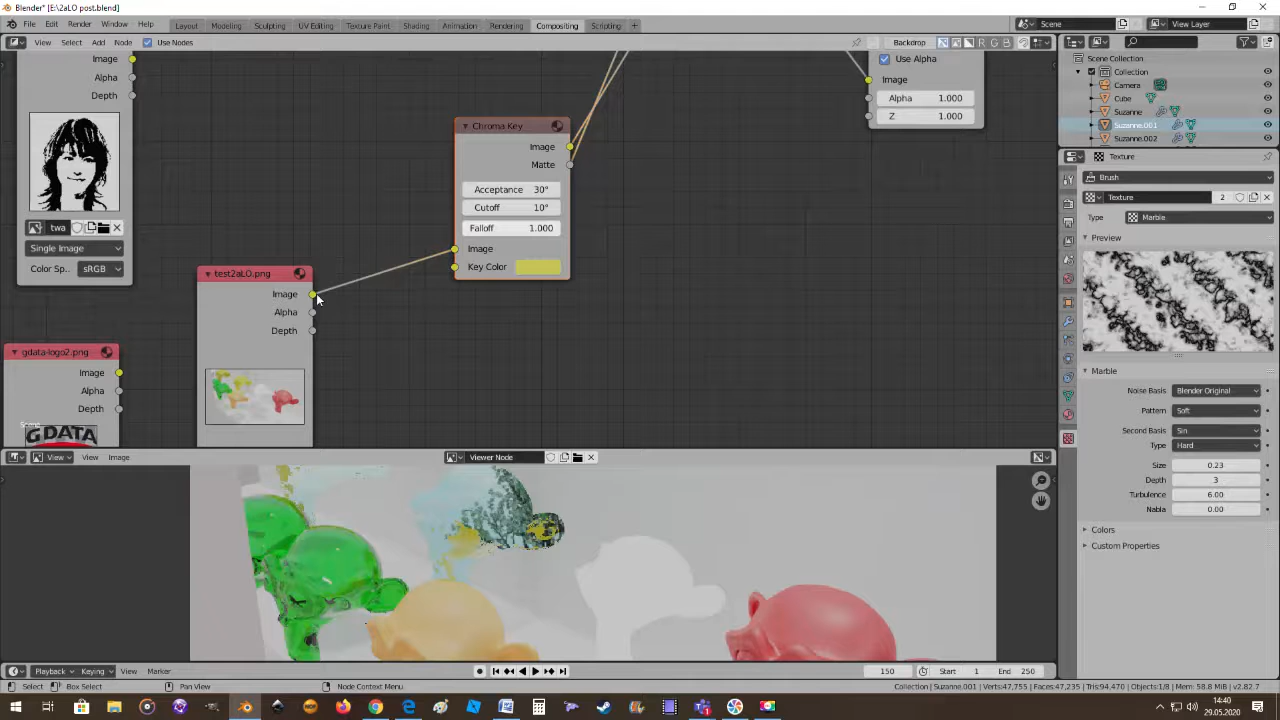 Blender* [E:\2aLO post.blend]
File Edit Render Window Help Layout Modeling Sculpting UV Editing Texture Paint Shading Animation Rendering Compositing Scripting + Scene View Layer
View Select Add Node Use Nodes Backdrop R G B
Image
Alpha
Depth
twa
Single Image
Color Sp.. sRGB
gdata-logo2.png
Image
Alpha
Depth
Scene
GDATA
test2aLO.png
Image
Alpha
Depth
Chroma Key
Image
Matte
Acceptance 30°
Cutoff 10°
Falloff 1.000
Image
Key Color
Use Alpha
Image
Alpha 1.000
Z 1.000
View View Image Viewer Node
Scene Collection
Collection
Camera
Cube
Suzanne
Suzanne.001
Suzanne.002
Texture
Brush
Texture 2
Type Marble
Preview
Marble
Noise Basis Blender Original
Pattern Soft
Second Basis Sin
Type Hard
Size 0.23
Depth 3
Turbulence 6.00
Nabla 0.00
Colors
Custom Properties
Playback Keying View Marker 150 Start 1 End 250
Select Box Select Pan View Node Context Menu Collection | Suzanne.001 | Verts:47,755 | Faces:47,235 | Tris:94,470 | Objects:1/8 | Mem: 58.8 MiB | v2.82.7
14:40
29.05.2020